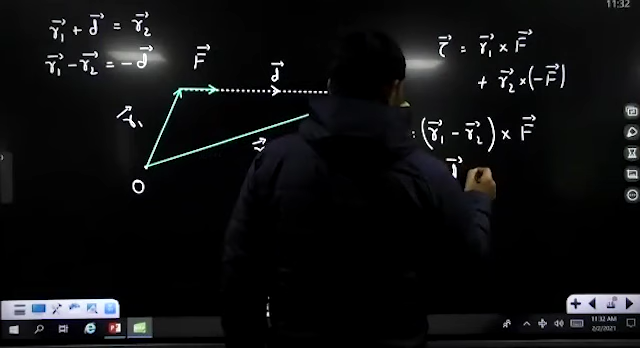 11:32
r⃗₁ + d⃗ = r⃗₂
r⃗₁ − r⃗₂ = −d⃗
F⃗
d⃗
r⃗₁
O
τ⃗ = r⃗₁ × F⃗
+ r⃗₂ × (−F⃗)
= (r⃗₁ − r⃗₂) × F⃗
d⃗
11:32 AM
2/2/2021